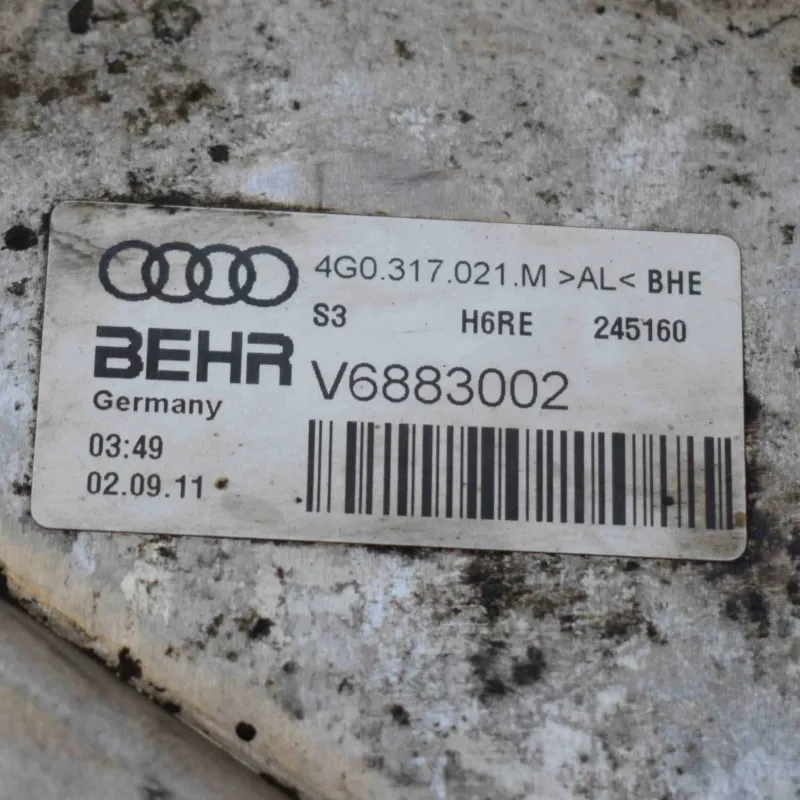 4G0.317.021.M >AL< BHE
S3 H6RE 245160
BEHR V6883002
Germany
03:49
02.09.11